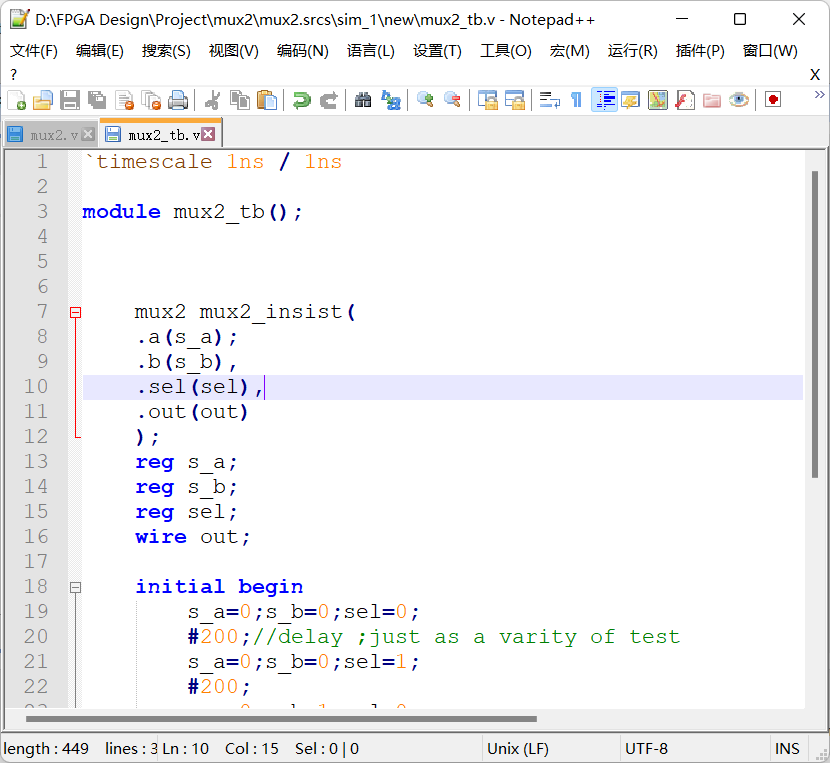 D:\FPGA Design\Project\mux2\mux2.srcs\sim_1\new\mux2_tb.v - Notepad++
文件(F) 编辑(E) 搜索(S) 视图(V) 编码(N) 语言(L) 设置(T) 工具(O) 宏(M) 运行(R) 插件(P) 窗口(W)
? X
mux2.v mux2_tb.v
1 `timescale 1ns / 1ns
2
3 module mux2_tb();
4
5
6
7 mux2 mux2_insist(
8 .a(s_a);
9 .b(s_b),
10 .sel(sel),
11 .out(out)
12 );
13 reg s_a;
14 reg s_b;
15 reg sel;
16 wire out;
17
18 initial begin
19 s_a=0;s_b=0;sel=0;
20 #200;//delay ;just as a varity of test
21 s_a=0;s_b=0;sel=1;
22 #200;
length : 449 lines : 3 Ln : 10 Col : 15 Sel : 0 | 0 Unix (LF) UTF-8 INS